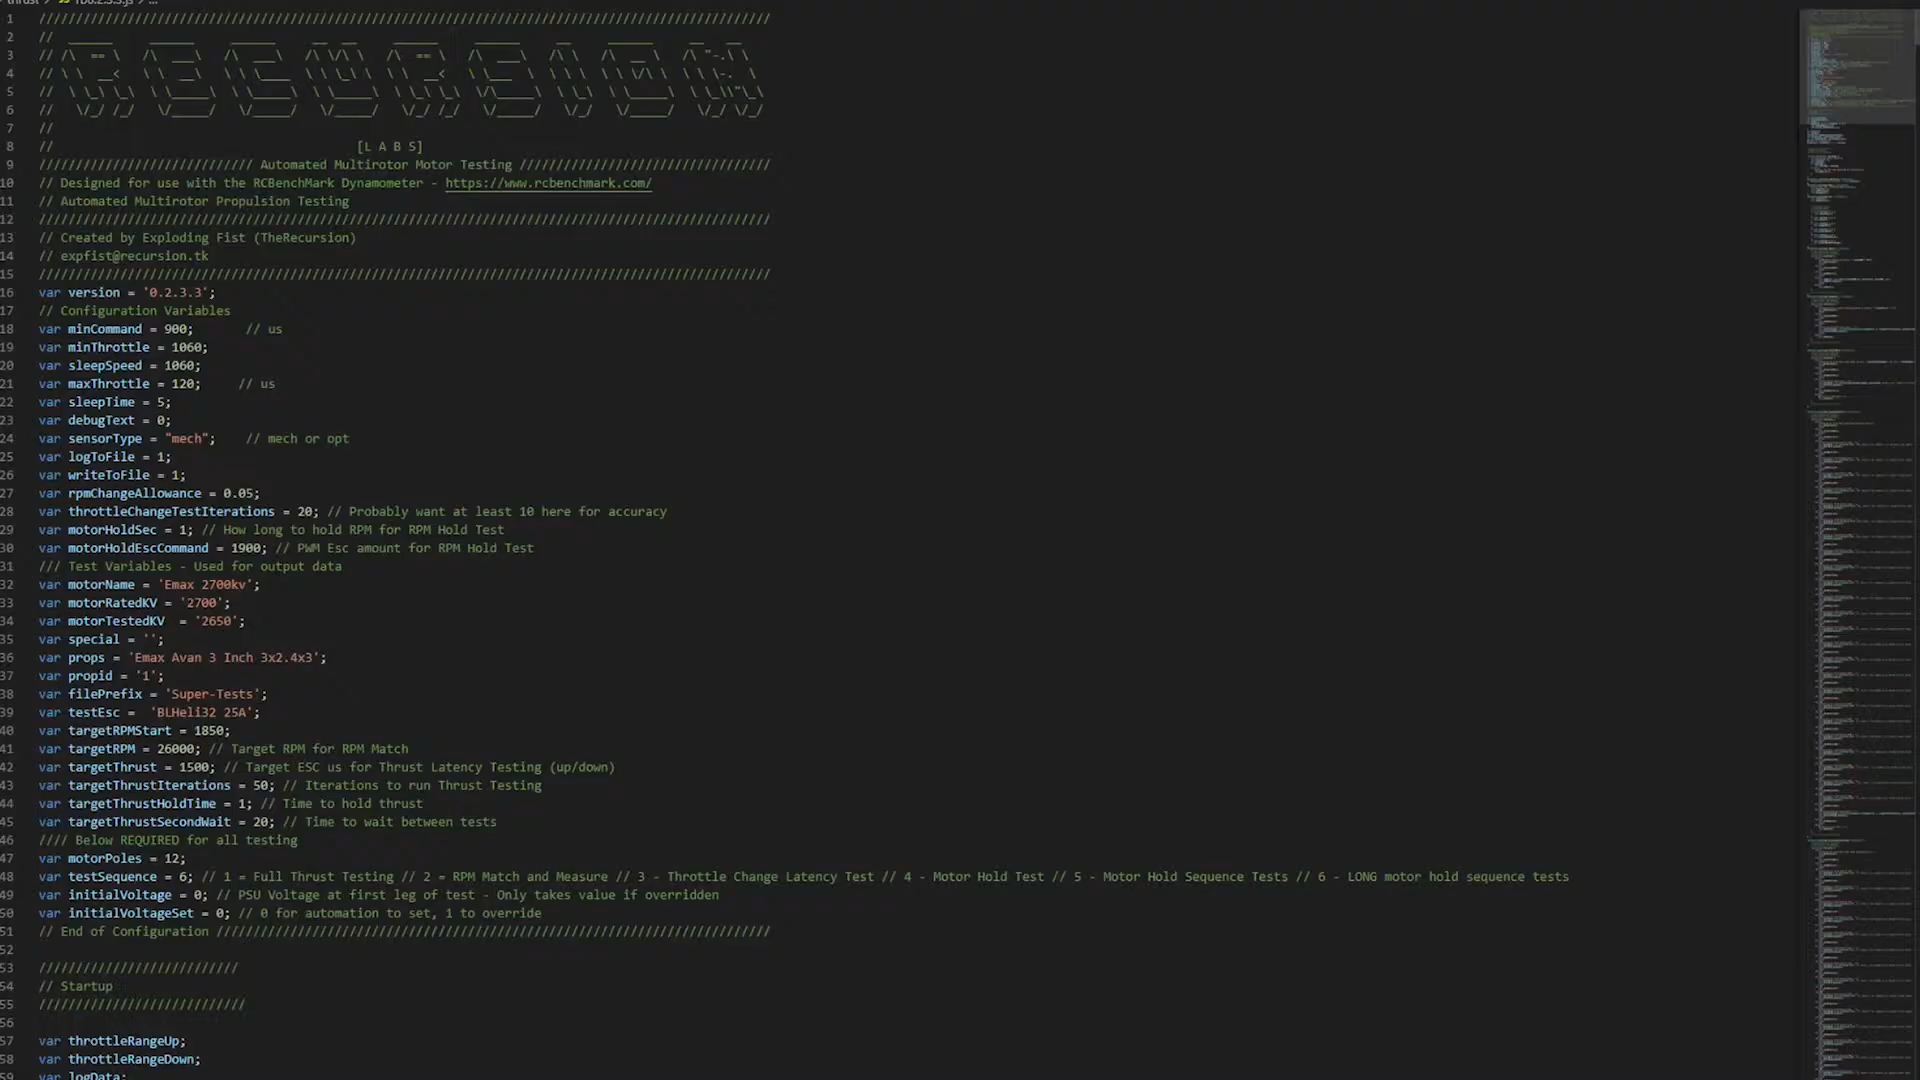 1 ////////////////////////////////////////////////////////////////////////////////////////////////////
2 //
3 //
4 //
5 //
6 //
7 //
8 // [L A B S]
9 ///////////////////////////// Automated Multirotor Motor Testing //////////////////////////////////
10 // Designed for use with the RCBenchMark Dynamometer - https://www.rcbenchmark.com/
11 // Automated Multirotor Propulsion Testing
12 ////////////////////////////////////////////////////////////////////////////////////////////////////
13 // Created by Exploding Fist (TheRecursion)
14 // expfist@recursion.tk
15 ////////////////////////////////////////////////////////////////////////////////////////////////////
16 var version = '0.2.3.3';
17 // Configuration Variables
18 var minCommand = 900; // us
19 var minThrottle = 1060;
20 var sleepSpeed = 1060;
21 var maxThrottle = 120; // us
22 var sleepTime = 5;
23 var debugText = 0;
24 var sensorType = "mech"; // mech or opt
25 var logToFile = 1;
26 var writeToFile = 1;
27 var rpmChangeAllowance = 0.05;
28 var throttleChangeTestIterations = 20; // Probably want at least 10 here for accuracy
29 var motorHoldSec = 1; // How long to hold RPM for RPM Hold Test
30 var motorHoldEscCommand = 1900; // PWM Esc amount for RPM Hold Test
31 /// Test Variables - Used for output data
32 var motorName = 'Emax 2700kv';
33 var motorRatedKV = '2700';
34 var motorTestedKV = '2650';
35 var special = '';
36 var props = 'Emax Avan 3 Inch 3x2.4x3';
37 var propid = '1';
38 var filePrefix = 'Super-Tests';
39 var testEsc = 'BLHeli32 25A';
40 var targetRPMStart = 1850;
41 var targetRPM = 26000; // Target RPM for RPM Match
42 var targetThrust = 1500; // Target ESC us for Thrust Latency Testing (up/down)
43 var targetThrustIterations = 50; // Iterations to run Thrust Testing
44 var targetThrustHoldTime = 1; // Time to hold thrust
45 var targetThrustSecondWait = 20; // Time to wait between tests
46 //// Below REQUIRED for all testing
47 var motorPoles = 12;
48 var testSequence = 6; // 1 = Full Thrust Testing // 2 = RPM Match and Measure // 3 - Throttle Change Latency Test // 4 - Motor Hold Test // 5 - Motor Hold Sequence Tests // 6 - LONG motor hold sequence tests
49 var initialVoltage = 0; // PSU Voltage at first leg of test - Only takes value if overridden
50 var initialVoltageSet = 0; // 0 for automation to set, 1 to override
51 // End of Configuration ///////////////////////////////////////////////////////////////////////////
52
53 ///////////////////////////
54 // Startup
55 ////////////////////////////
56
57 var throttleRangeUp;
58 var throttleRangeDown;
59 var logData;